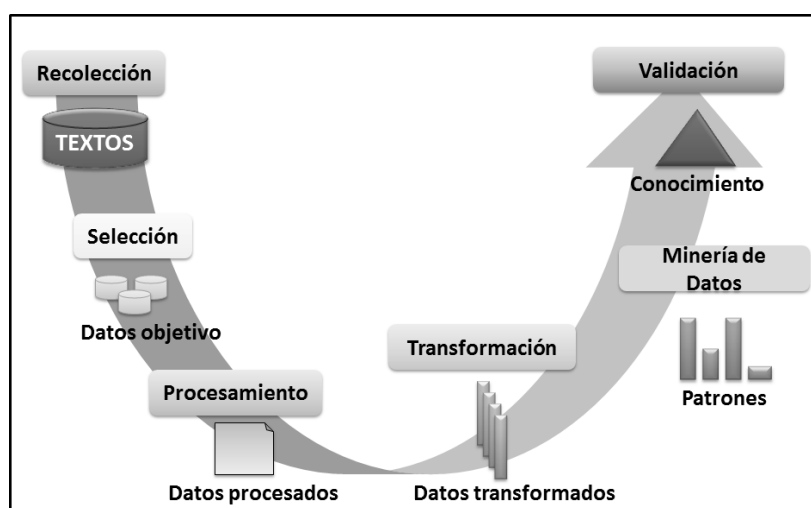 Recolección
TEXTOS
Selección
Datos objetivo
Procesamiento
Datos procesados
Transformación
Datos transformados
Minería de
Datos
Patrones
Validación
Conocimiento